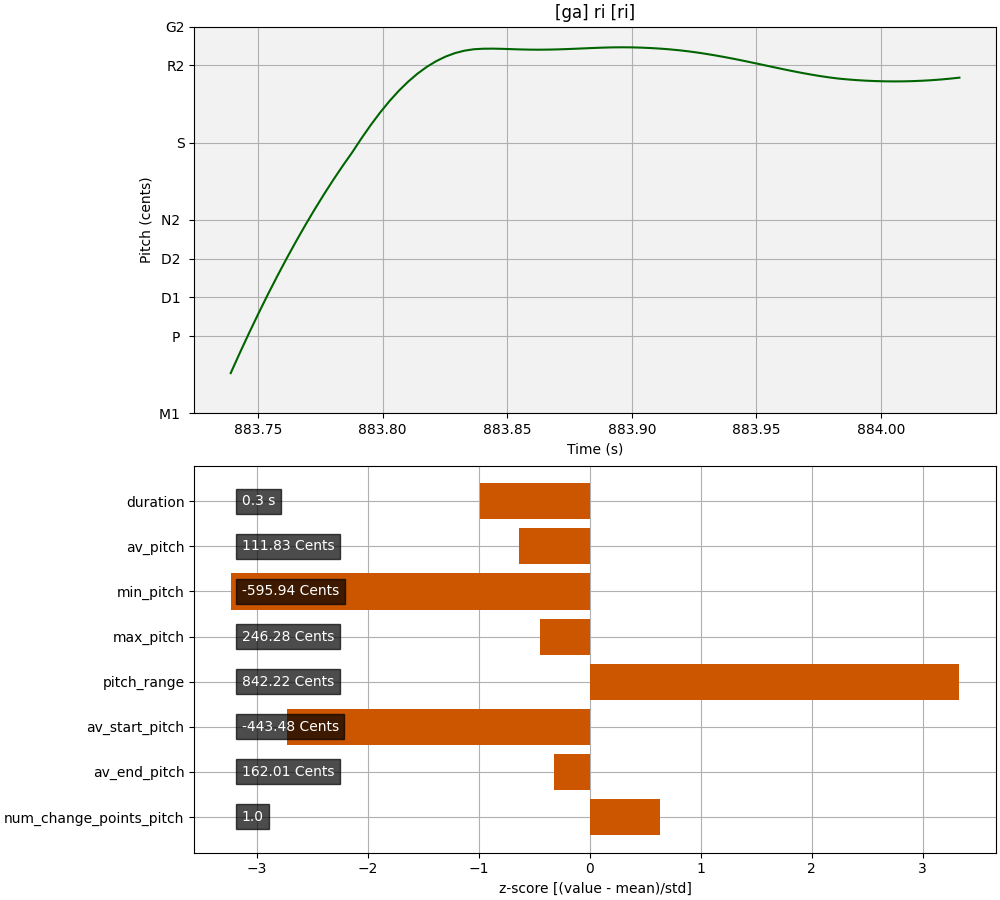 [ga] ri [ri]
G2
R2
S
N2
D2
D1
P
M1
Pitch (cents)
883.75 883.80 883.85 883.90 883.95 884.00
Time (s)
duration 0.3 s
av_pitch 111.83 Cents
min_pitch -595.94 Cents
max_pitch 246.28 Cents
pitch_range 842.22 Cents
av_start_pitch -443.48 Cents
av_end_pitch 162.01 Cents
num_change_points_pitch 1.0
−3 −2 −1 0 1 2 3
z-score [(value - mean)/std]